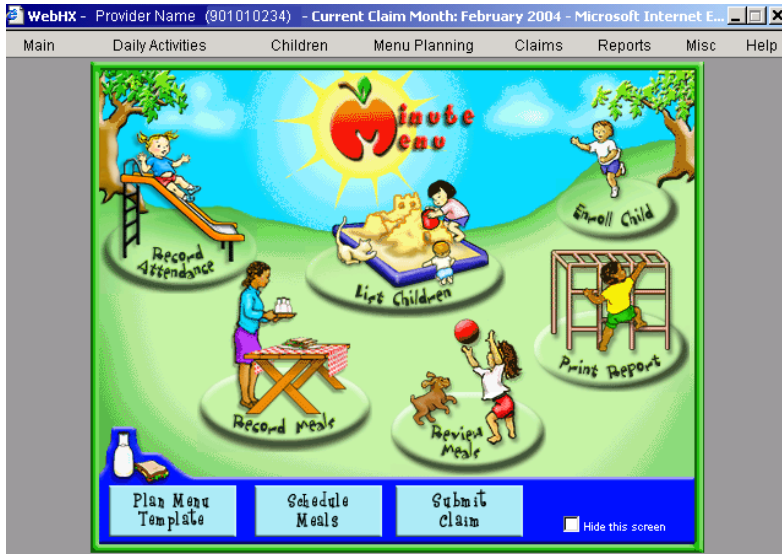 WebHX - Provider Name (901010234) - Current Claim Month: February 2004 - Microsoft Internet E...
Main Daily Activities Children Menu Planning Claims Reports Misc Help
Minute
Menu
Enroll Child
Record
Attendance
List Children
Print Report
Record Meals
Review
Meals
Plan Menu
Template
Schedule
Meals
Submit
Claim
Hide this screen